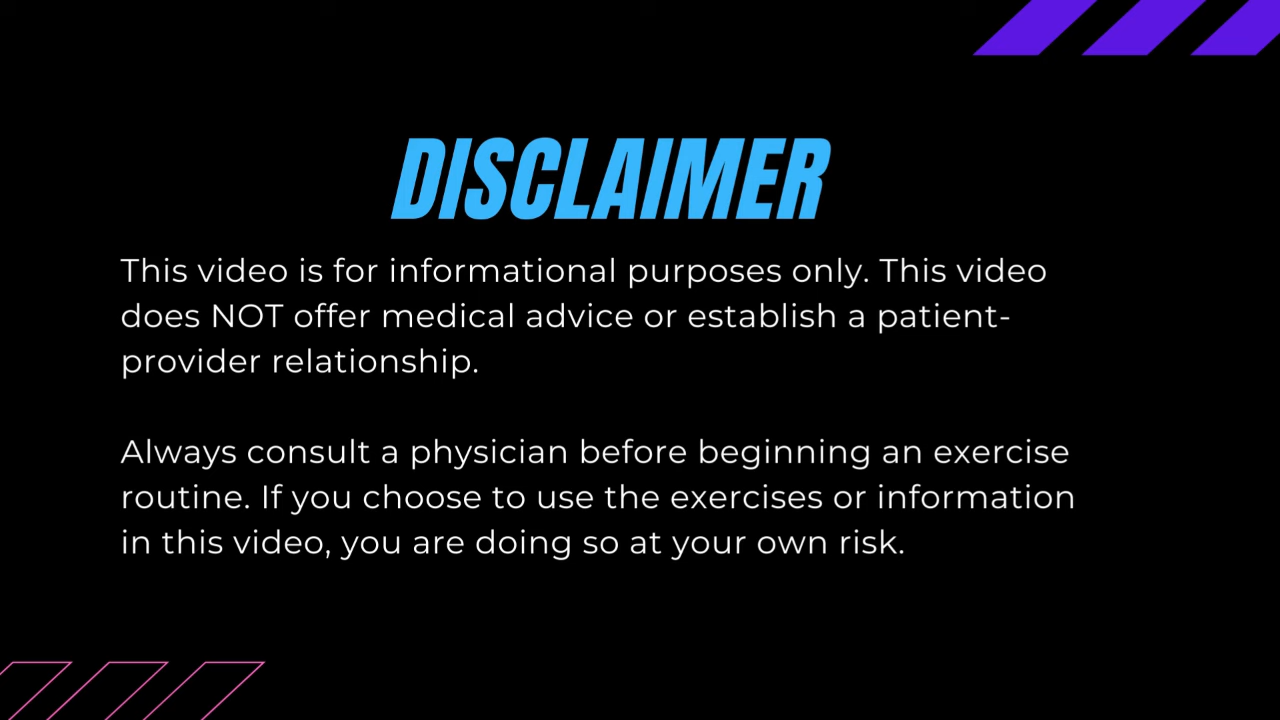 DISCLAIMER
This video is for informational purposes only. This video
does NOT offer medical advice or establish a patient-
provider relationship.
Always consult a physician before beginning an exercise
routine. If you choose to use the exercises or information
in this video, you are doing so at your own risk.